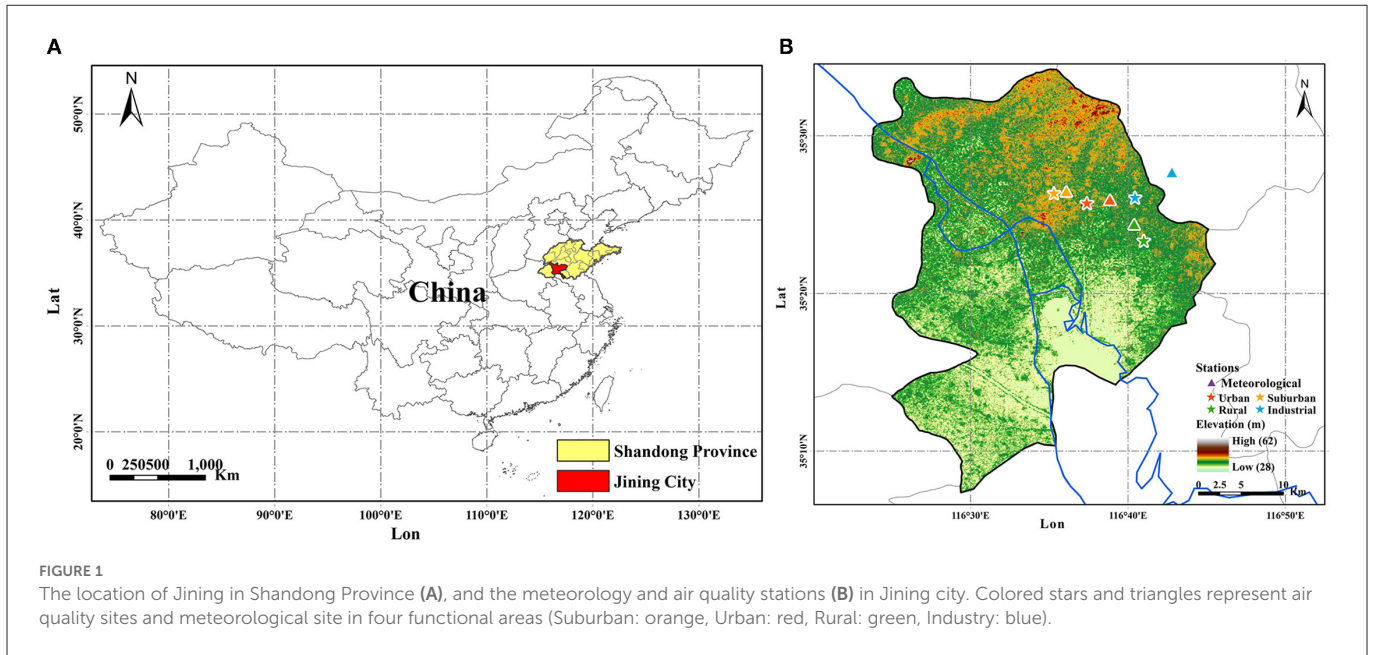 A
N
50°0'N
40°0'N
30°0'N
20°0'N
Lat
China
Shandong Province
Jining City
0 250500 1,000
Km
80°0'E 90°0'E 100°0'E 110°0'E 120°0'E 130°0'E
Lon
B
N
35°30'N
35°20'N
35°10'N
Lat
Stations
Meteorological
Urban Suburban
Rural Industrial
Elevation (m)
High (62)
Low (28)
0 2.5 5 10
Km
116°30'E 116°40'E 116°50'E
Lon
FIGURE 1
The location of Jining in Shandong Province (A), and the meteorology and air quality stations (B) in Jining city. Colored stars and triangles represent air
quality sites and meteorological site in four functional areas (Suburban: orange, Urban: red, Rural: green, Industry: blue).